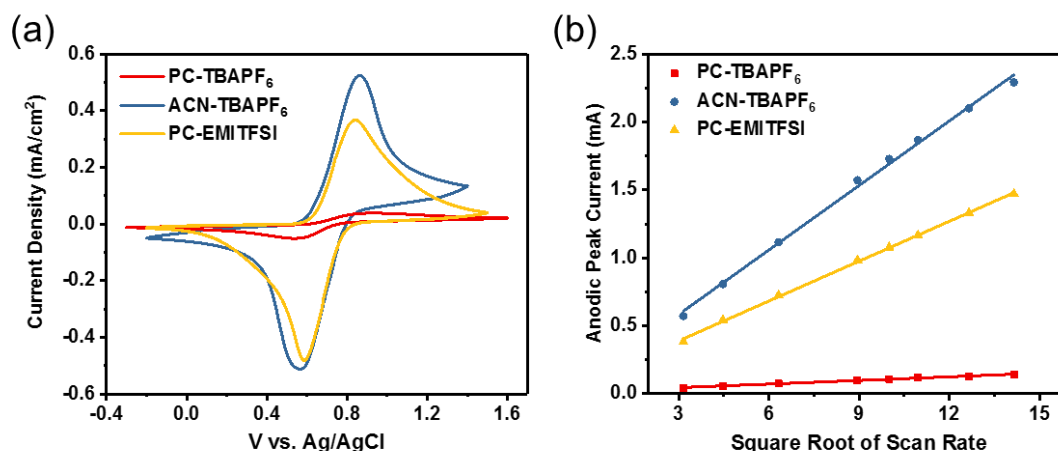 (a)
0.6
0.4
0.2
0.0
-0.2
-0.4
-0.6
Current Density (mA/cm²)
PC-TBAPF₆
ACN-TBAPF₆
PC-EMITFSI
-0.4 0.0 0.4 0.8 1.2 1.6
V vs. Ag/AgCl
(b)
2.5
2.0
1.5
1.0
0.5
0.0
Anodic Peak Current (mA)
PC-TBAPF₆
ACN-TBAPF₆
PC-EMITFSI
3 6 9 12 15
Square Root of Scan Rate